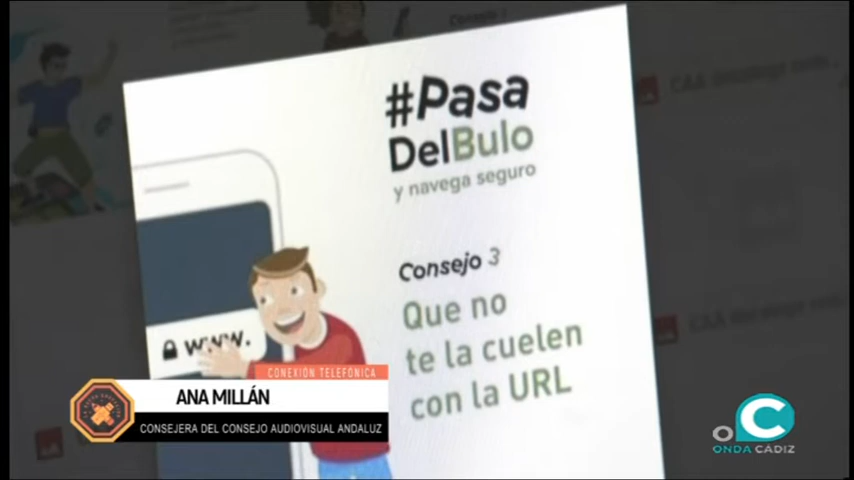 #Pasa
DelBulo
y navega seguro
Consejo 3
Que no
te la cuelen
con la URL
www.
CONEXIÓN TELEFÓNICA
ANA MILLÁN
CONSEJERA DEL CONSEJO AUDIOVISUAL ANDALUZ
ONDA CÁDIZ